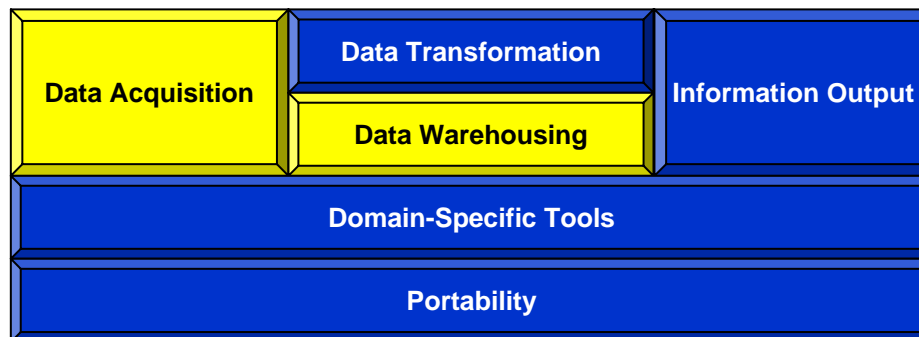 Data Acquisition
Data Transformation
Data Warehousing
Information Output
Domain-Specific Tools
Portability